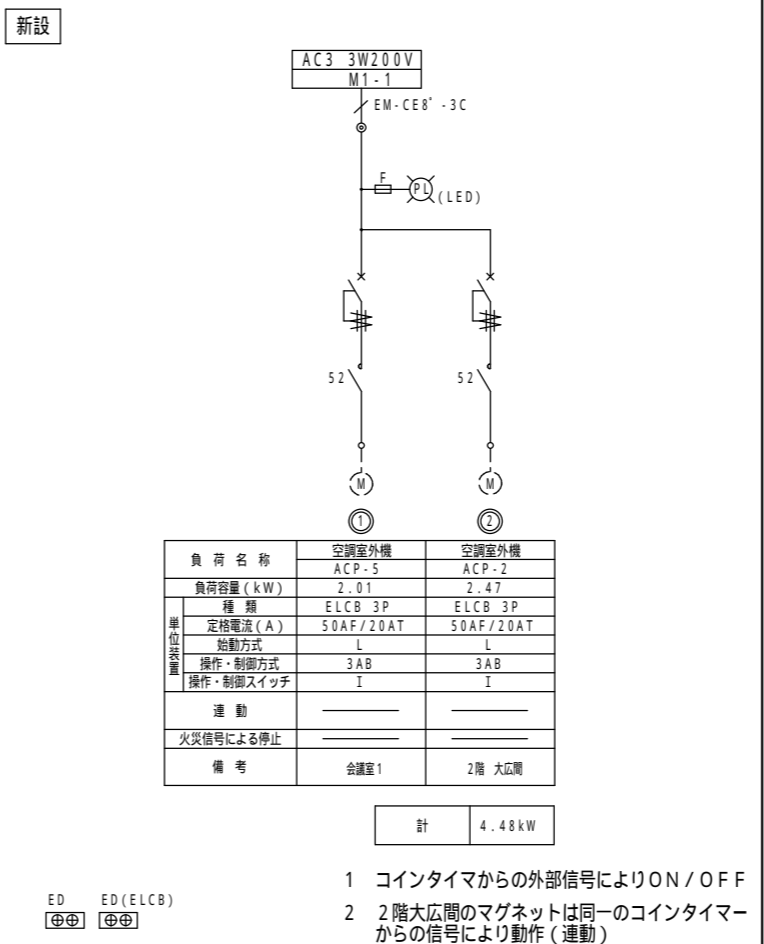 新設
AC3 3W200V
M1-1
EM-CE8゜-3C
F
PL
(LED)
52
52
M
M
1
2
負荷名称 空調室外機 空調室外機
ACP-5 ACP-2
負荷容量(kW) 2.01 2.47
単位装置
種類 ELCB 3P ELCB 3P
定格電流(A) 50AF/20AT 50AF/20AT
始動方式 L L
操作・制御方式 3AB 3AB
操作・制御スイッチ I I
連動
火災信号による停止
備考 会議室1 2階 大広間
計 4.48kW
1 コインタイマからの外部信号によりON/OFF
2 2階大広間のマグネットは同一のコインタイマー
からの信号により動作(連動)
ED ED(ELCB)